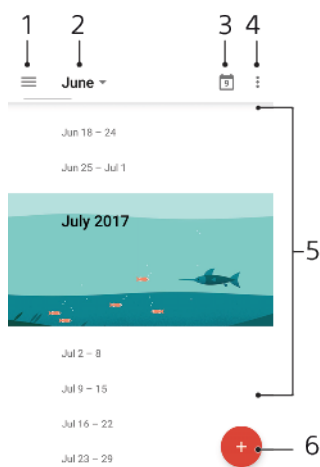 1 2 3 4
June 9
Jun 18 – 24
Jun 25 – Jul 1
July 2017
5
Jul 2 – 8
Jul 9 – 15
Jul 16 – 22
6
Jul 23 – 29